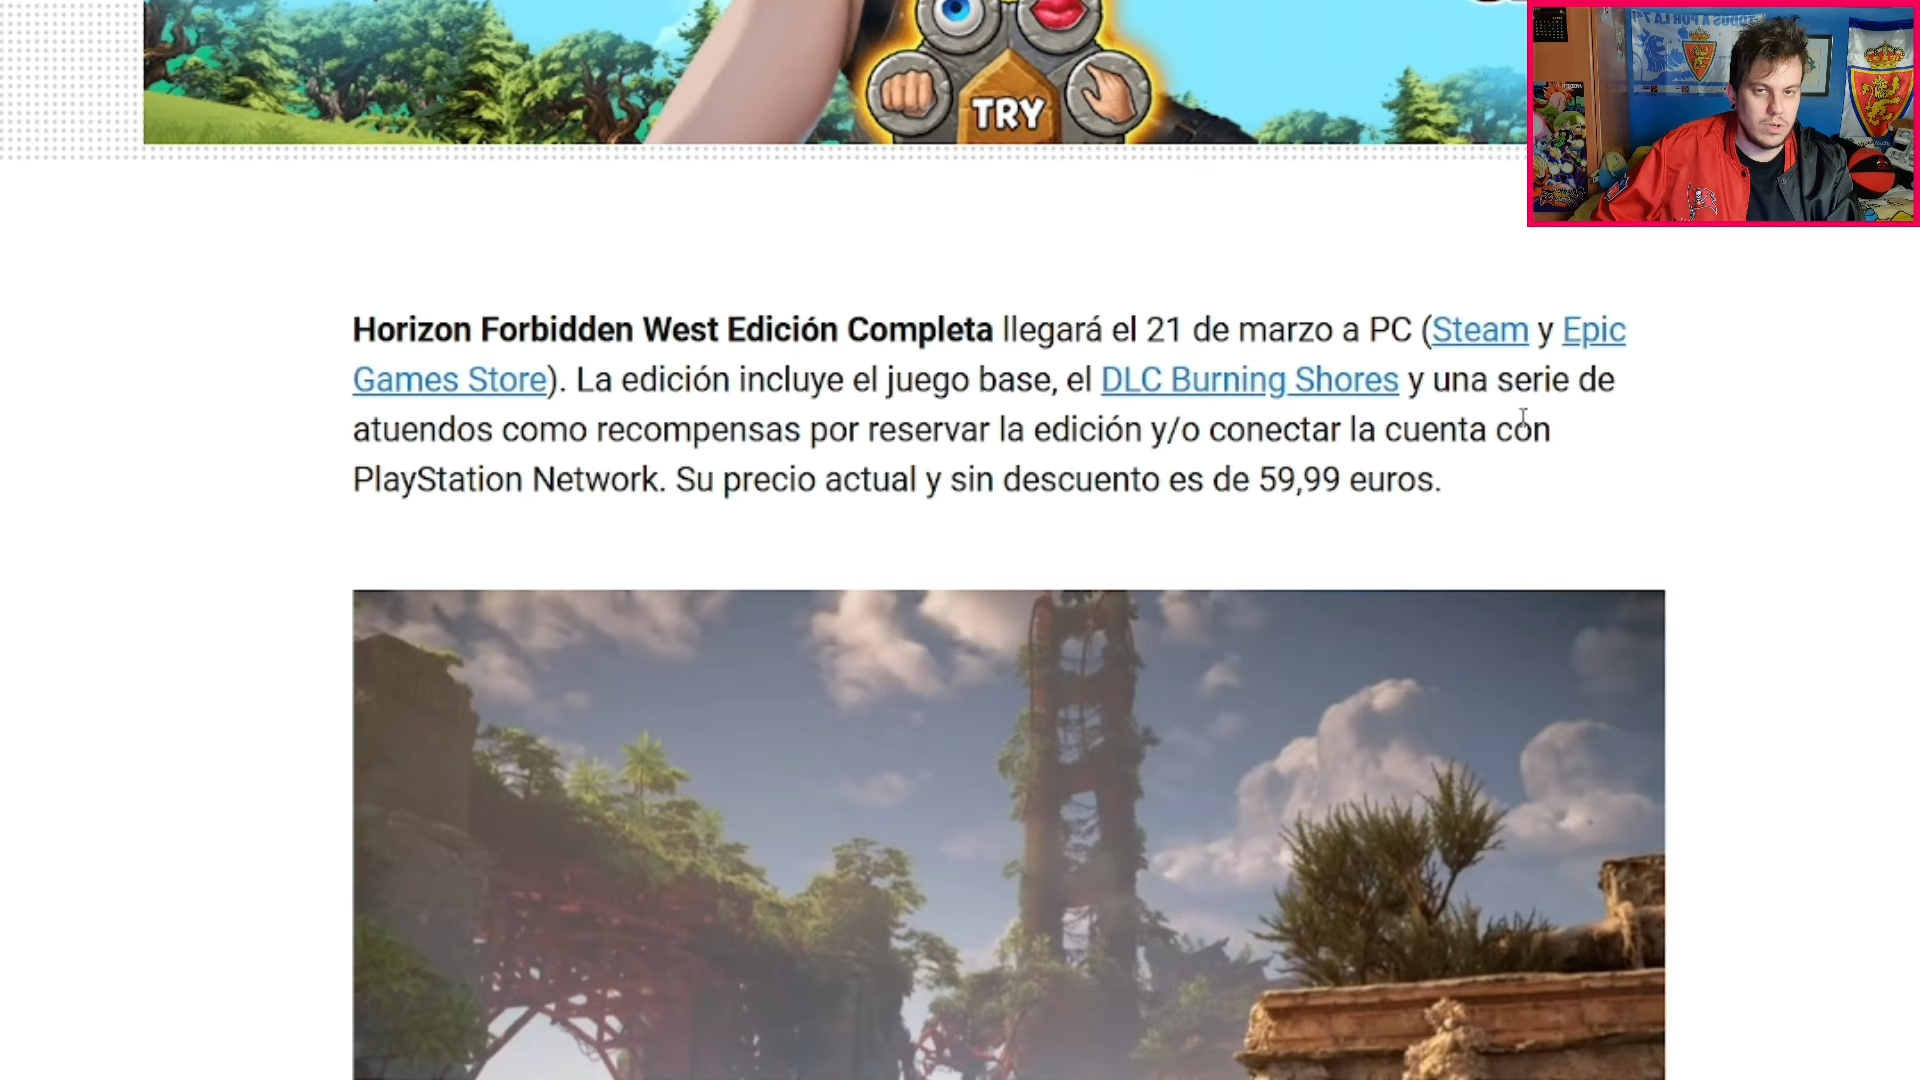 TRY
Horizon Forbidden West Edición Completa llegará el 21 de marzo a PC (Steam y Epic
Games Store). La edición incluye el juego base, el DLC Burning Shores y una serie de
atuendos como recompensas por reservar la edición y/o conectar la cuenta con
PlayStation Network. Su precio actual y sin descuento es de 59,99 euros.